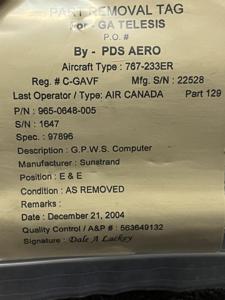 PART REMOVAL TAG
For - GA TELESIS
P.O. #
By - PDS AERO
Aircraft Type : 767-233ER
Reg. # C-GAVF Mfg. S/N : 22528
Last Operator / Type: AIR CANADA Part 129
P/N : 965-0648-005
S/N : 1647
Spec. : 97896
Description : G.P.W.S. Computer
Manufacturer : Sunstrand
Position : E & E
Condition : AS REMOVED
Remarks :
Date : December 21, 2004
Quality Control / A&P # : 563649132
Signature : Dale A Lackey